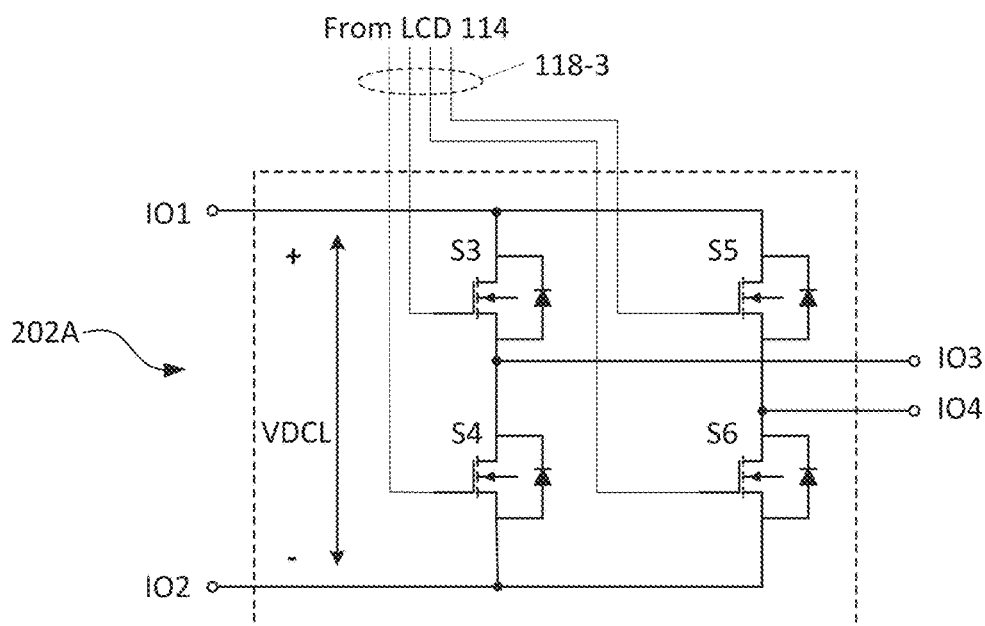 From LCD 114
118-3
IO1
+
S3
S5
202A
IO3
IO4
VDCL
S4
S6
-
IO2